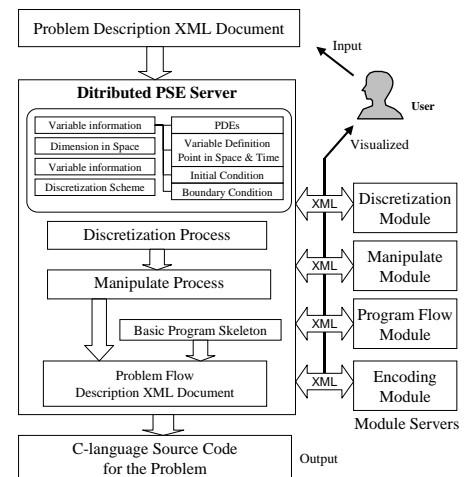 Problem Description XML Document
Input
User
Visualized
Ditributed PSE Server
Variable information
Dimension in Space
Variable information
Discretization Scheme
PDEs
Variable Definition
Point in Space & Time
Initial Condition
Boundary Condition
XML
Discretization
Module
Discretization Process
XML
Manipulate
Module
Manipulate Process
XML
Program Flow
Module
Basic Program Skeleton
Problem Flow
Description XML Document
XML
Encoding
Module
Module Servers
C-language Source Code
for the Problem
Output